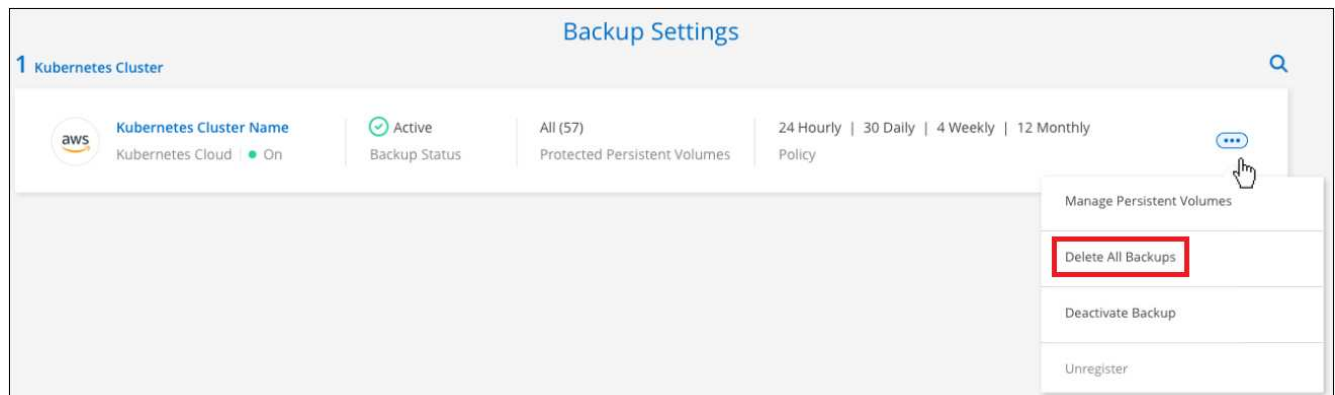 Backup Settings
1 Kubernetes Cluster
aws
Kubernetes Cluster Name
Kubernetes Cloud | On
Active
Backup Status
All (57)
Protected Persistent Volumes
24 Hourly | 30 Daily | 4 Weekly | 12 Monthly
Policy
Manage Persistent Volumes
Delete All Backups
Deactivate Backup
Unregister